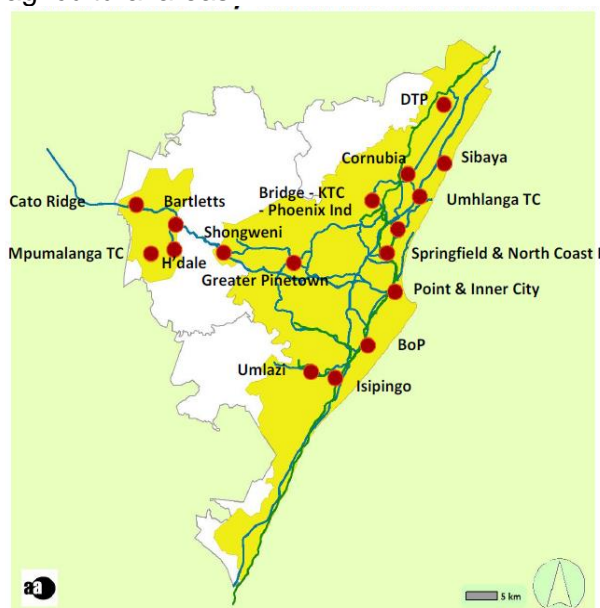 DTP
Cornubia
Sibaya
Bridge - KTC
- Phoenix Ind
Umhlanga TC
Cato Ridge
Bartletts
Shongweni
Mpumalanga TC
H'dale
Springfield & North Coast
Greater Pinetown
Point & Inner City
BoP
Umlazi
Isipingo
aa
5 km